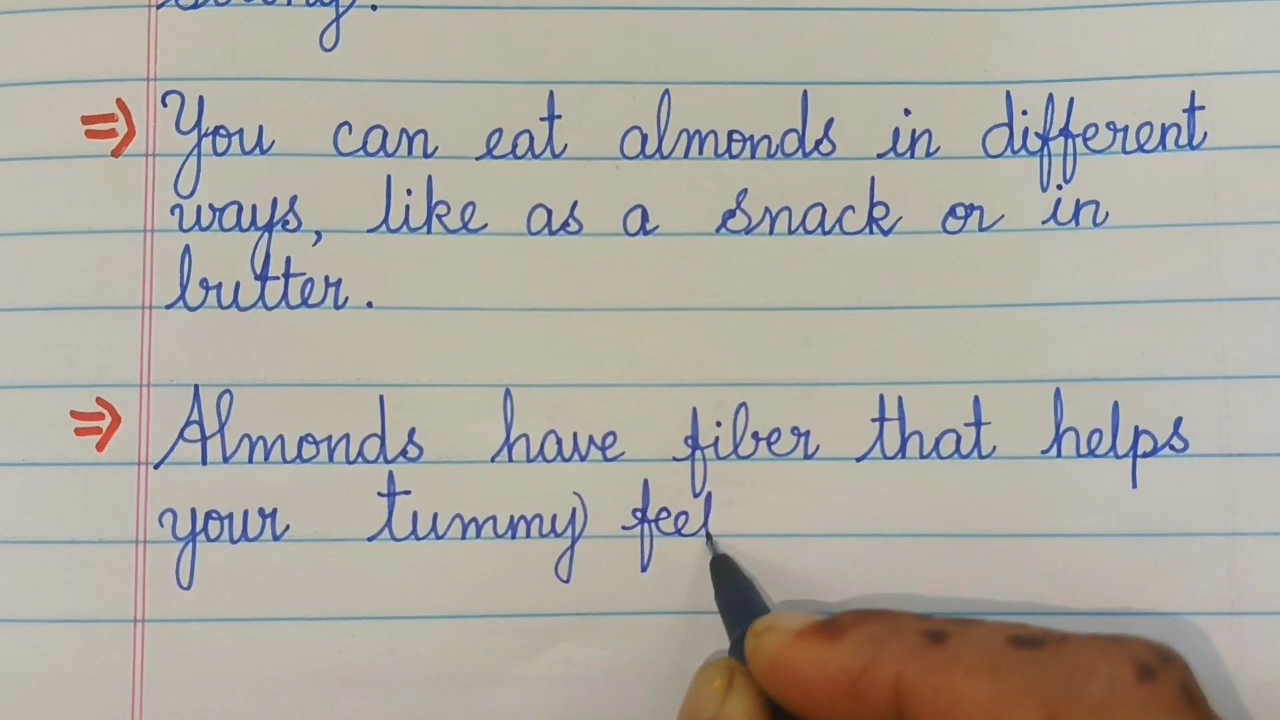 ⇒ You can eat almonds in different
ways, like as a snack or in
butter.
⇒ Almonds have fiber that helps
your tummy feel